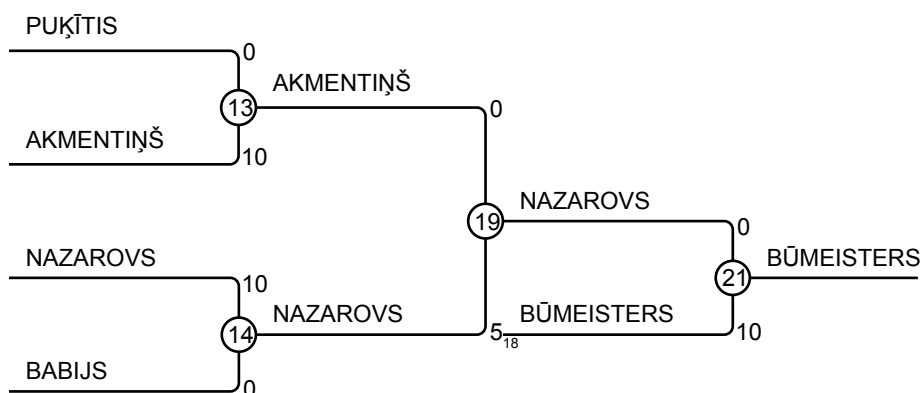 PUĶĪTIS
0
13
AKMENTIŅŠ
0
AKMENTIŅŠ
10
19
NAZAROVS
0
NAZAROVS
10
21
BŪMEISTERS
14
NAZAROVS
5
18
BŪMEISTERS
10
BABIJS
0